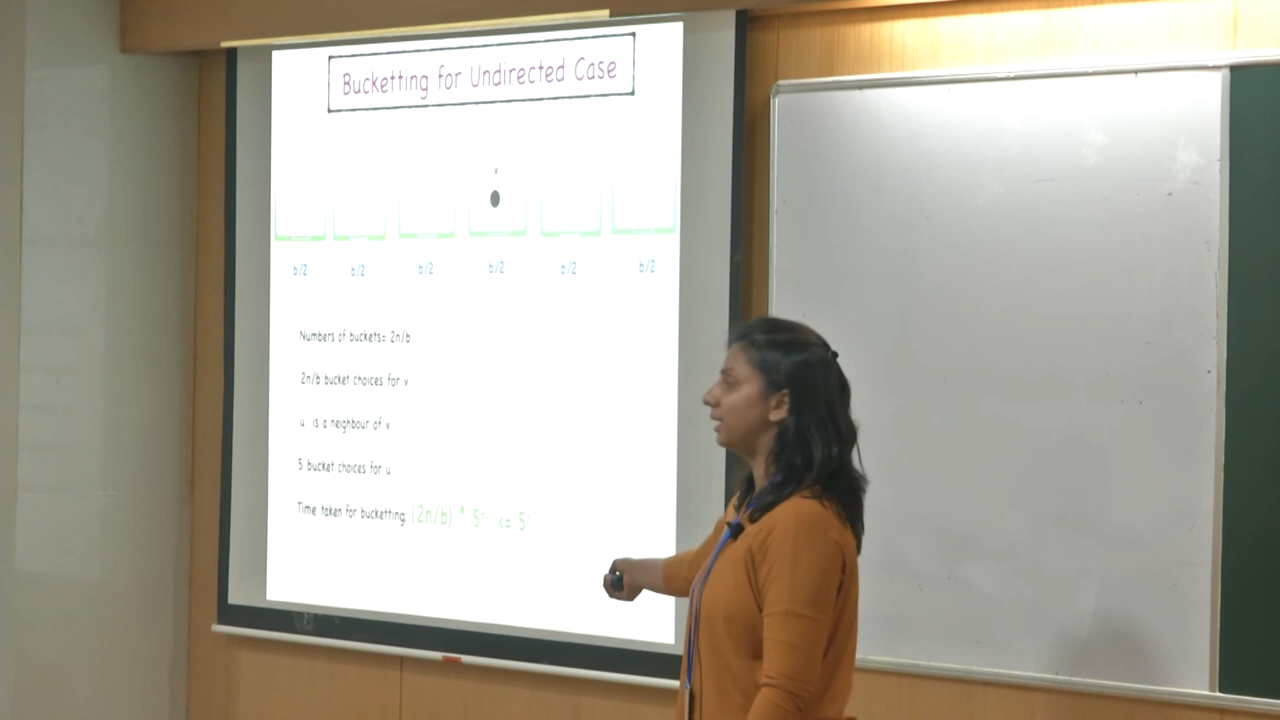 Bucketting for Undirected Case
v
b/2 b/2 b/2 b/2 b/2 b/2
Numbers of buckets= 2n/b
2n/b bucket choices for v
u is a neighbour of v
5 bucket choices for u
Time taken for bucketting: (2n/b) * 5 <= 5